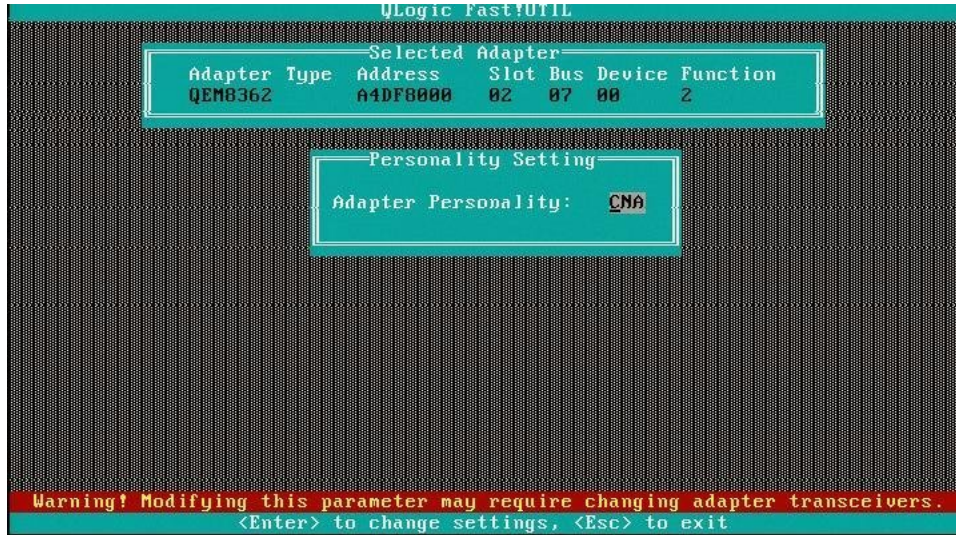 QLogic Fast!UTIL
Selected Adapter
Adapter Type Address Slot Bus Device Function
QEM8362 A4DF8000 02 07 00 2
Personality Setting
Adapter Personality: CNA
Warning! Modifying this parameter may require changing adapter transceivers.
<Enter> to change settings, <Esc> to exit